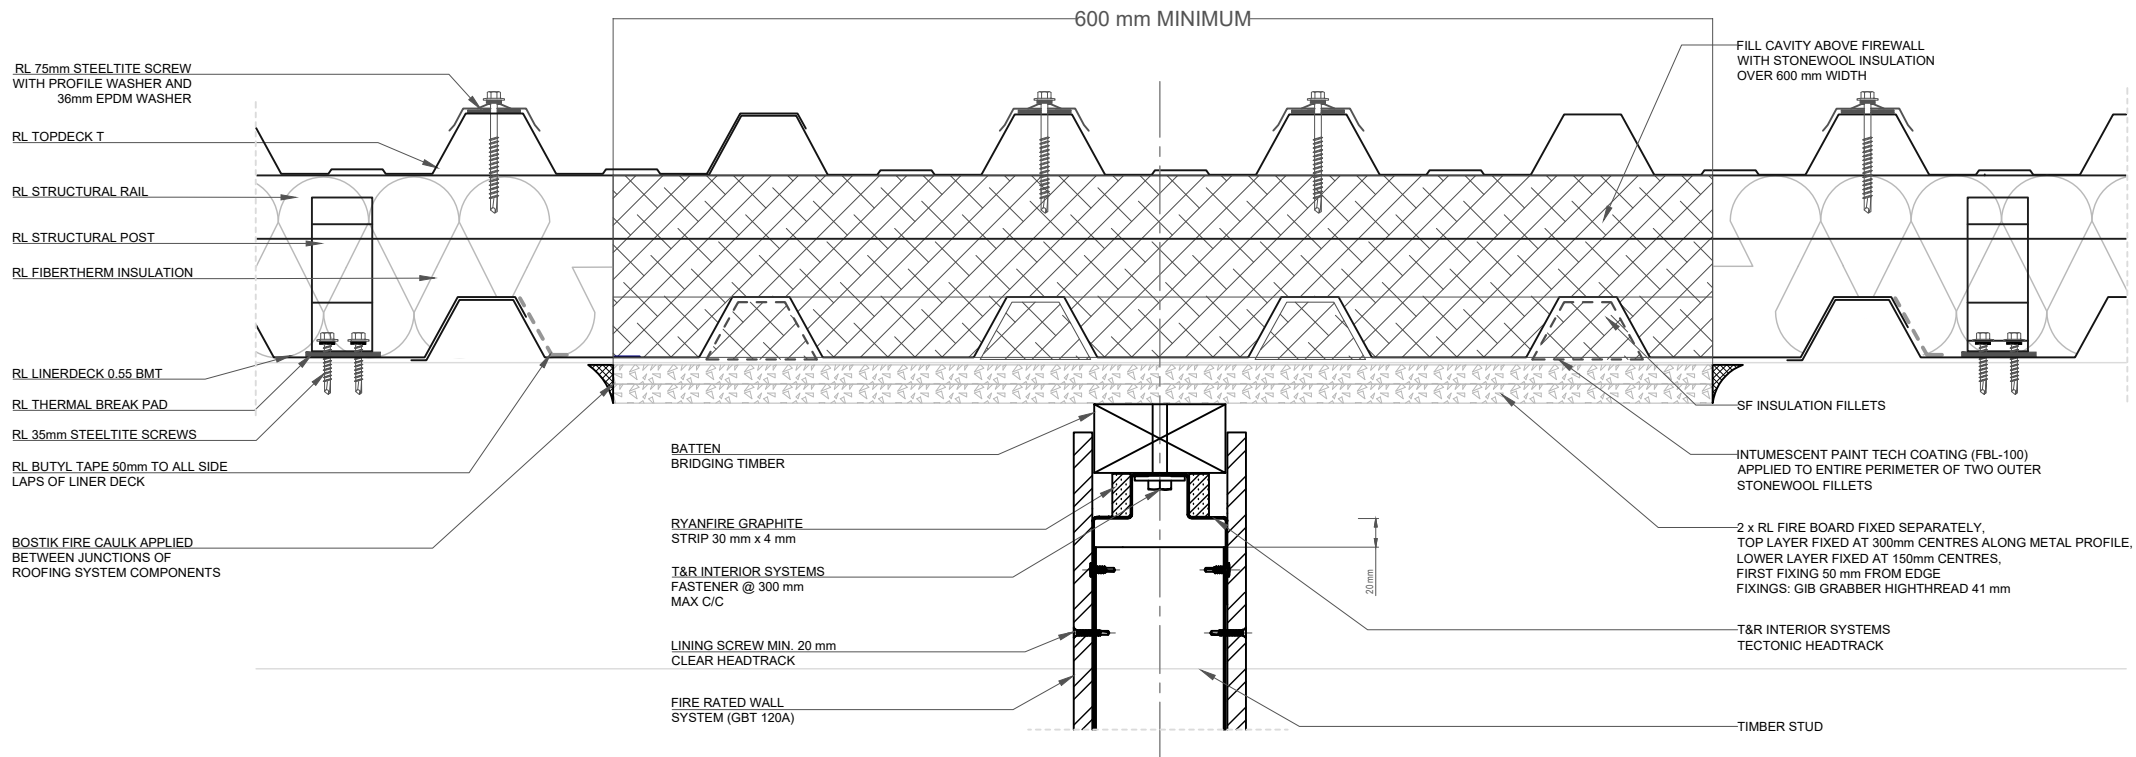 600 mm MINIMUM
RL 75mm STEELTITE SCREW
WITH PROFILE WASHER AND
36mm EPDM WASHER
RL TOPDECK T
RL STRUCTURAL RAIL
RL STRUCTURAL POST
RL FIBERTHERM INSULATION
RL LINERDECK 0.55 BMT
RL THERMAL BREAK PAD
RL 35mm STEELTITE SCREWS
RL BUTYL TAPE 50mm TO ALL SIDE
LAPS OF LINER DECK
BOSTIK FIRE CAULK APPLIED
BETWEEN JUNCTIONS OF
ROOFING SYSTEM COMPONENTS
BATTEN
BRIDGING TIMBER
RYANFIRE GRAPHITE
STRIP 30 mm x 4 mm
T&R INTERIOR SYSTEMS
FASTENER @ 300 mm
MAX C/C
LINING SCREW MIN. 20 mm
CLEAR HEADTRACK
FIRE RATED WALL
SYSTEM (GBT 120A)
20mm
FILL CAVITY ABOVE FIREWALL
WITH STONEWOOL INSULATION
OVER 600 mm WIDTH
SF INSULATION FILLETS
INTUMESCENT PAINT TECH COATING (FBL-100)
APPLIED TO ENTIRE PERIMETER OF TWO OUTER
STONEWOOL FILLETS
2 x RL FIRE BOARD FIXED SEPARATELY,
TOP LAYER FIXED AT 300mm CENTRES ALONG METAL PROFILE,
LOWER LAYER FIXED AT 150mm CENTRES,
FIRST FIXING 50 mm FROM EDGE
FIXINGS: GIB GRABBER HIGHTHREAD 41 mm
T&R INTERIOR SYSTEMS
TECTONIC HEADTRACK
TIMBER STUD